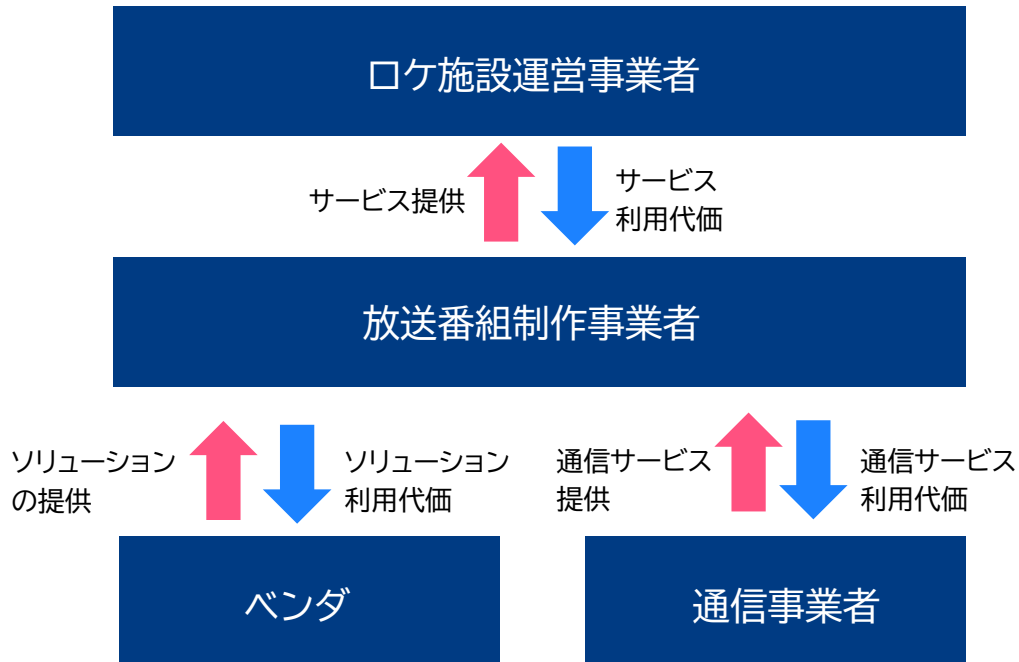 ロケ施設運営事業者
サービス提供
サービス
利用代価
放送番組制作事業者
ソリューション
の提供
ソリューション
利用代価
通信サービス
提供
通信サービス
利用代価
ベンダ
通信事業者